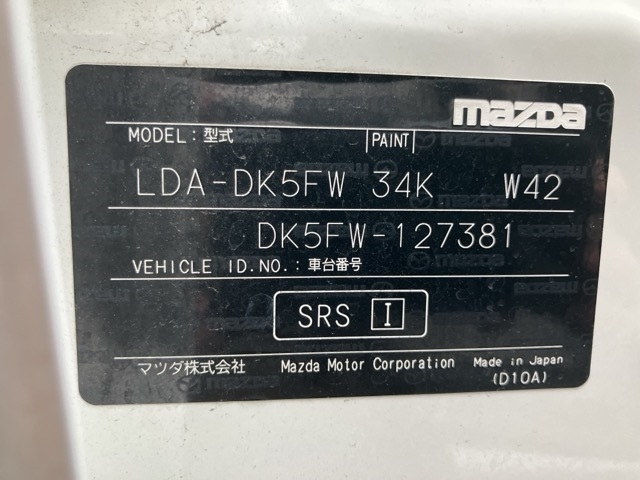 mazda
MODEL : 型式 PAINT
LDA-DK5FW 34K W42
DK5FW-127381
VEHICLE ID.NO.: 車台番号
SRS I
マツダ株式会社 Mazda Motor Corporation Made in Japan
(D10A)